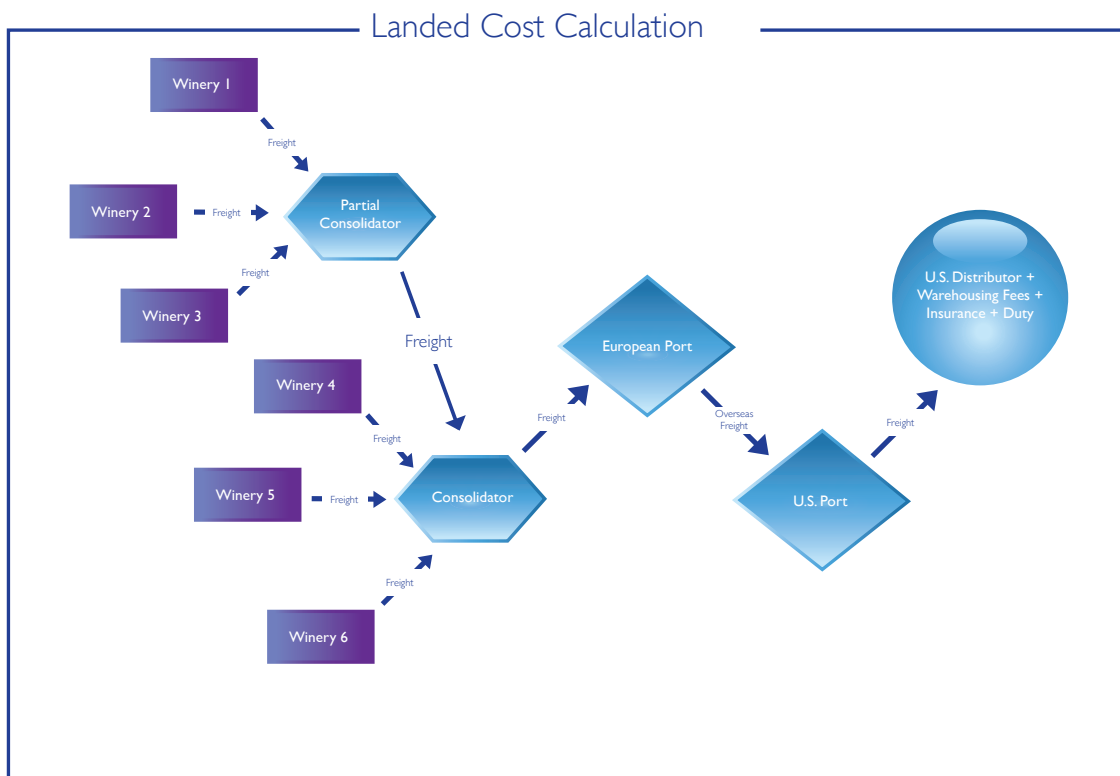 Landed Cost Calculation
Winery 1
Freight
Winery 2
Freight
Partial
Consolidator
Freight
Winery 3
Freight
Winery 4
Freight
Winery 5
Freight
Consolidator
Freight
Winery 6
Freight
European Port
Overseas
Freight
U.S. Port
Freight
U.S. Distributor +
Warehousing Fees +
Insurance + Duty